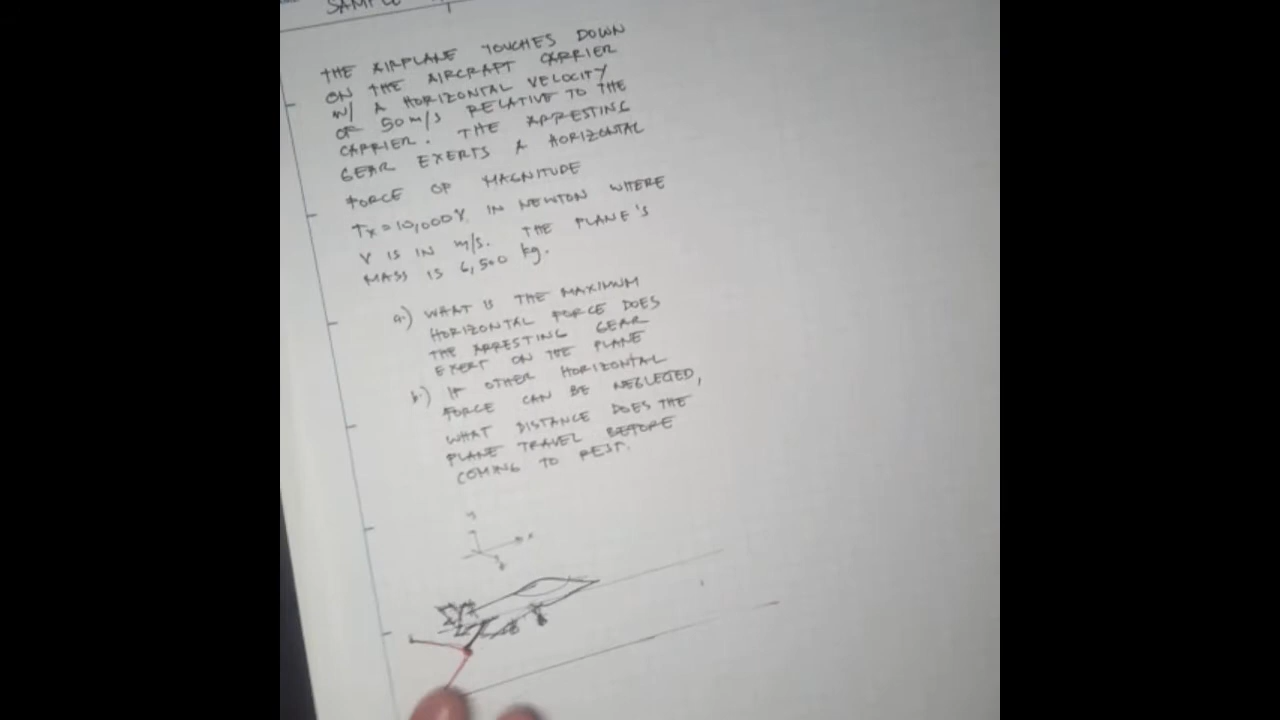 SAMPLE
THE AIRPLANE TOUCHES DOWN
ON THE AIRCRAFT CARRIER
W/ A HORIZONTAL VELOCITY
OF 50 m/s RELATIVE TO THE
CARRIER. THE ARRESTING
GEAR EXERTS A HORIZONTAL
FORCE OF MAGNITUDE
Tx = 10,000 V IN NEWTON WHERE
V IS IN m/s. THE PLANE'S
MASS IS 6,500 kg.
a.) WHAT IS THE MAXIMUM
HORIZONTAL FORCE DOES
THE ARRESTING GEAR
EXERT ON THE PLANE
b.) IF OTHER HORIZONTAL
FORCE CAN BE NEGLECTED,
WHAT DISTANCE DOES THE
PLANE TRAVEL BEFORE
COMING TO REST.
y
x
z